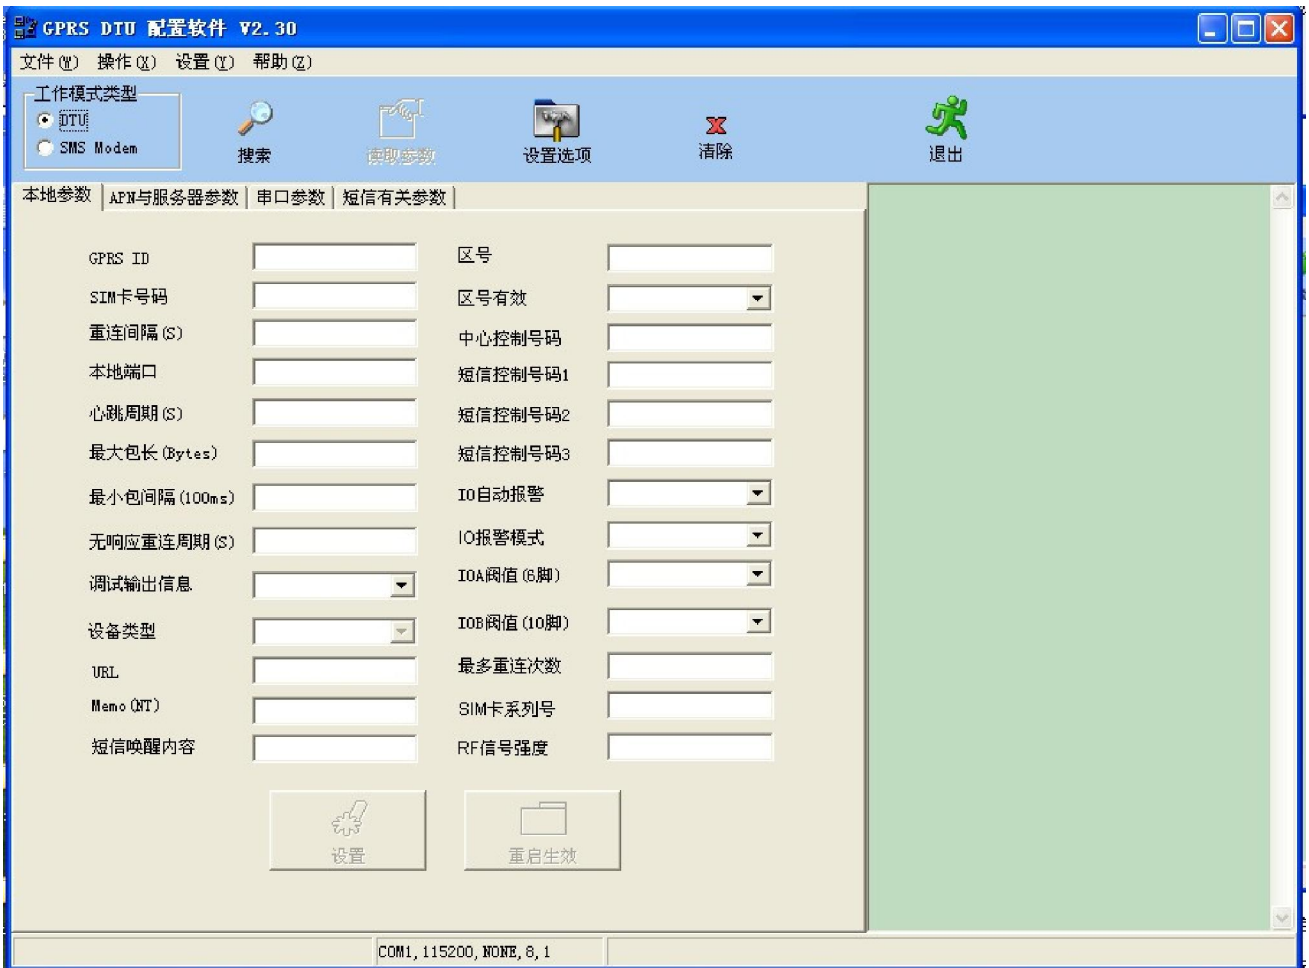 GPRS DTU 配置软件 V2.30
文件(W) 操作(X) 设置(Y) 帮助(Z)
工作模式类型
DTU
SMS Modem
搜索 读取参数 设置选项 清除 退出
本地参数 APN与服务器参数 串口参数 短信有关参数
GPRS ID 区号
SIM卡号码 区号有效
重连间隔(S) 中心控制号码
本地端口 短信控制号码1
心跳周期(S) 短信控制号码2
最大包长(Bytes) 短信控制号码3
最小包间隔(100ms) IO自动报警
无响应重连周期(S) IO报警模式
调试输出信息 IOA阀值(6脚)
设备类型 IOB阀值(10脚)
URL 最多重连次数
Memo(NT) SIM卡系列号
短信唤醒内容 RF信号强度
设置 重启生效
COM1,115200,NONE,8,1